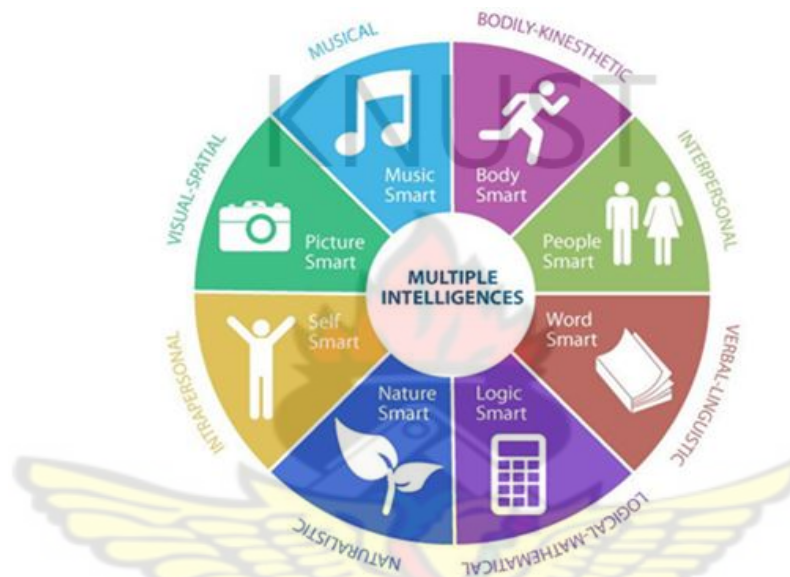 MUSICAL
BODILY-KINESTHETIC
KNUST
VISUAL-SPATIAL
INTERPERSONAL
Music
Smart
Body
Smart
Picture
Smart
People
Smart
MULTIPLE
INTELLIGENCES
Self
Smart
Word
Smart
Nature
Smart
Logic
Smart
INTRAPERSONAL
VERBAL-LINGUISTIC
NATURALISTIC
LOGICAL-MATHEMATICAL